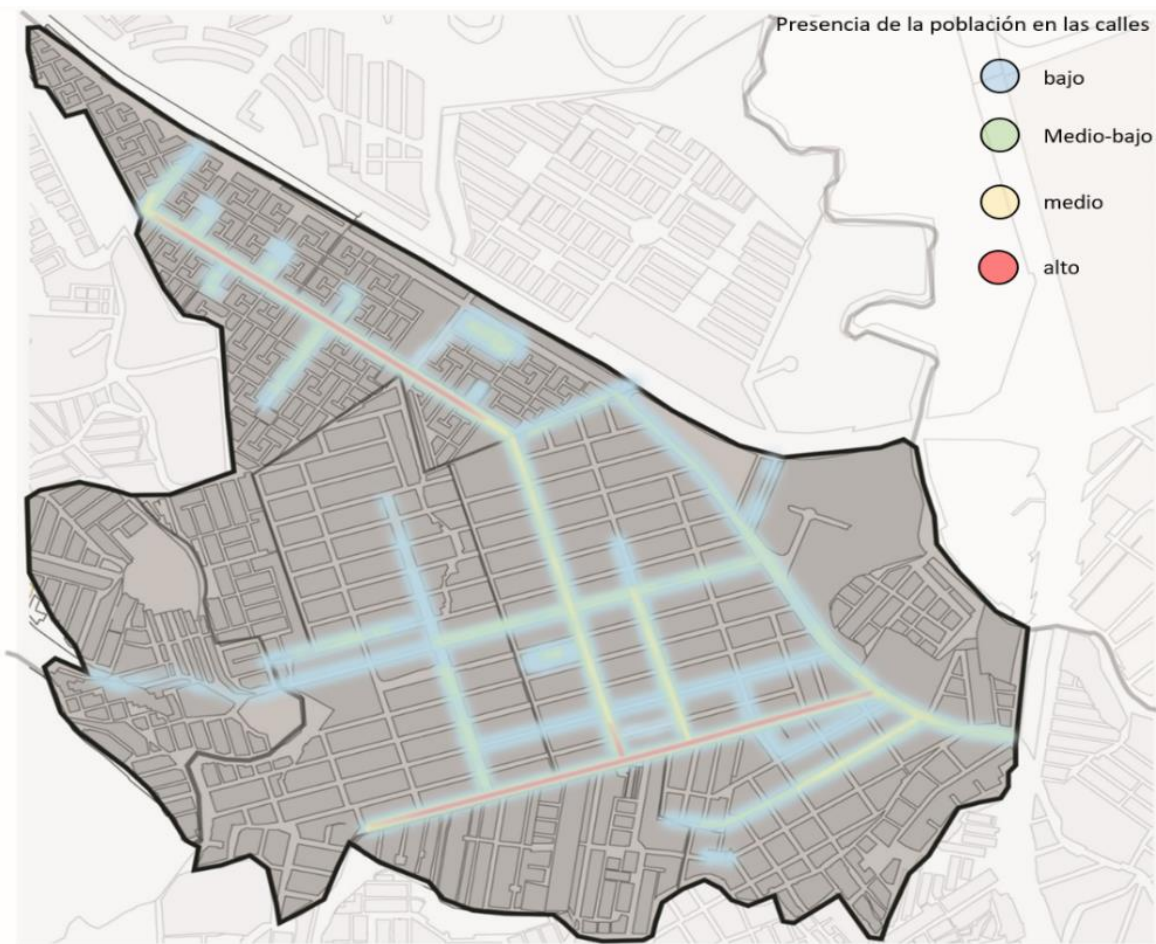 Presencia de la población en las calles
bajo
Medio-bajo
medio
alto